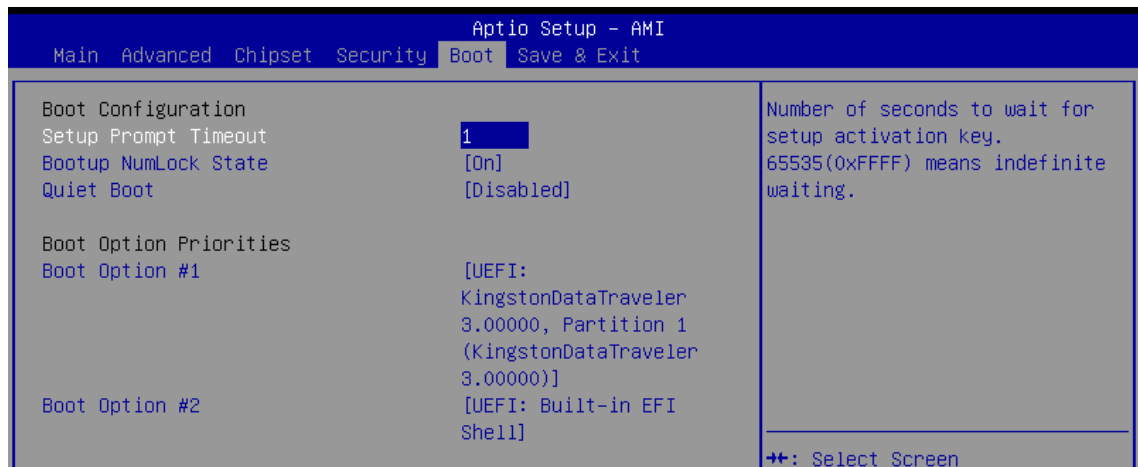 Aptio Setup – AMI
Main Advanced Chipset Security Boot Save & Exit
Boot Configuration
Setup Prompt Timeout 1
Bootup NumLock State [On]
Quiet Boot [Disabled]
Boot Option Priorities
Boot Option #1 [UEFI:
KingstonDataTraveler
3.00000, Partition 1
(KingstonDataTraveler
3.00000)]
Boot Option #2 [UEFI: Built-in EFI
Shell]
Number of seconds to wait for
setup activation key.
65535(0xFFFF) means indefinite
waiting.
→←: Select Screen